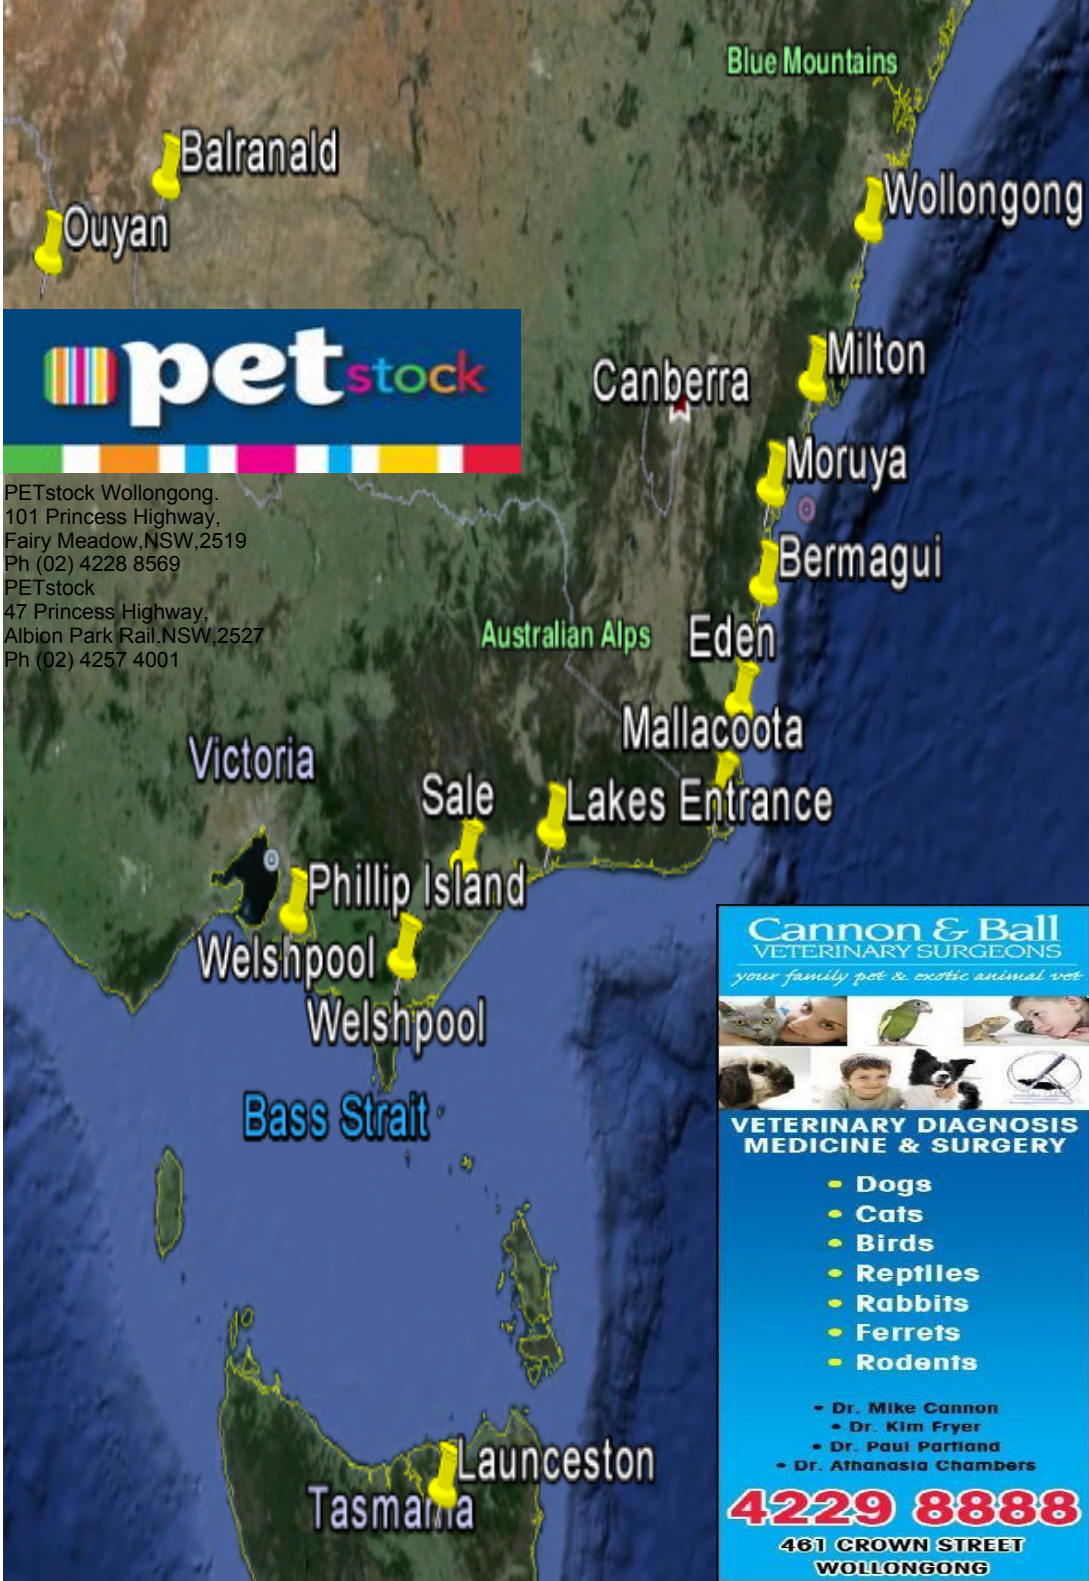 Blue Mountains
Balranald
Wollongong
Ouyan
petstock
Milton
Canberra
Moruya
PETstock Wollongong.
101 Princess Highway,
Fairy Meadow,NSW,2519
Ph (02) 4228 8569
PETstock
47 Princess Highway,
Albion Park Rail.NSW,2527
Ph (02) 4257 4001
Bermagui
Australian Alps
Eden
Mallacoota
Victoria
Sale
Lakes Entrance
Phillip Island
Welshpool
Welshpool
Bass Strait
Launceston
Tasmania
Cannon & Ball
VETERINARY SURGEONS
your family pet & exotic animal vet
VETERINARY DIAGNOSIS
MEDICINE & SURGERY
• Dogs
• Cats
• Birds
• Reptiles
• Rabbits
• Ferrets
• Rodents
• Dr. Mike Cannon
• Dr. Kim Fryer
• Dr. Paul Partland
• Dr. Athanasia Chambers
4229 8888
461 CROWN STREET
WOLLONGONG